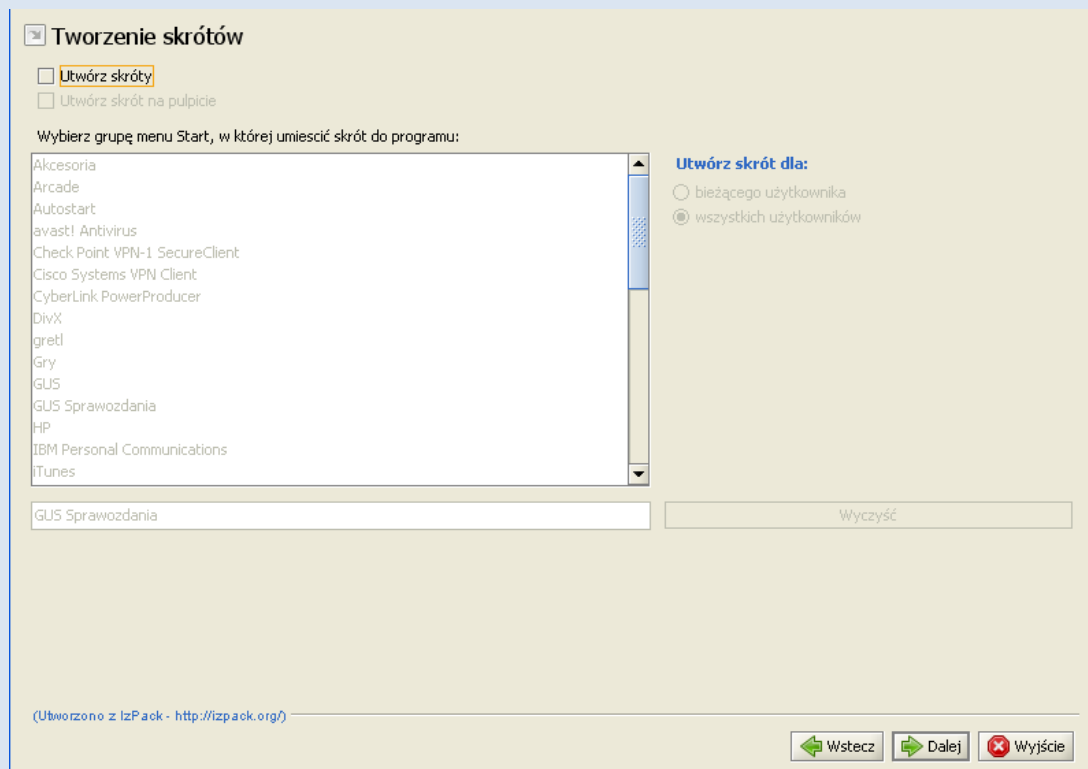 Tworzenie skrótów
Utwórz skróty
Utwórz skrót na pulpicie
Wybierz grupę menu Start, w której umiescić skrót do programu:
Akcesoria
Arcade
Autostart
avast! Antivirus
Check Point VPN-1 SecureClient
Cisco Systems VPN Client
CyberLink PowerProducer
DivX
gretl
Gry
GUS
GUS Sprawozdania
HP
IBM Personal Communications
iTunes
Utwórz skrót dla:
bieżącego użytkownika
wszystkich użytkowników
GUS Sprawozdania
Wyczyść
(Utworzono z IzPack - http://izpack.org/)
Wstecz
Dalej
Wyjście